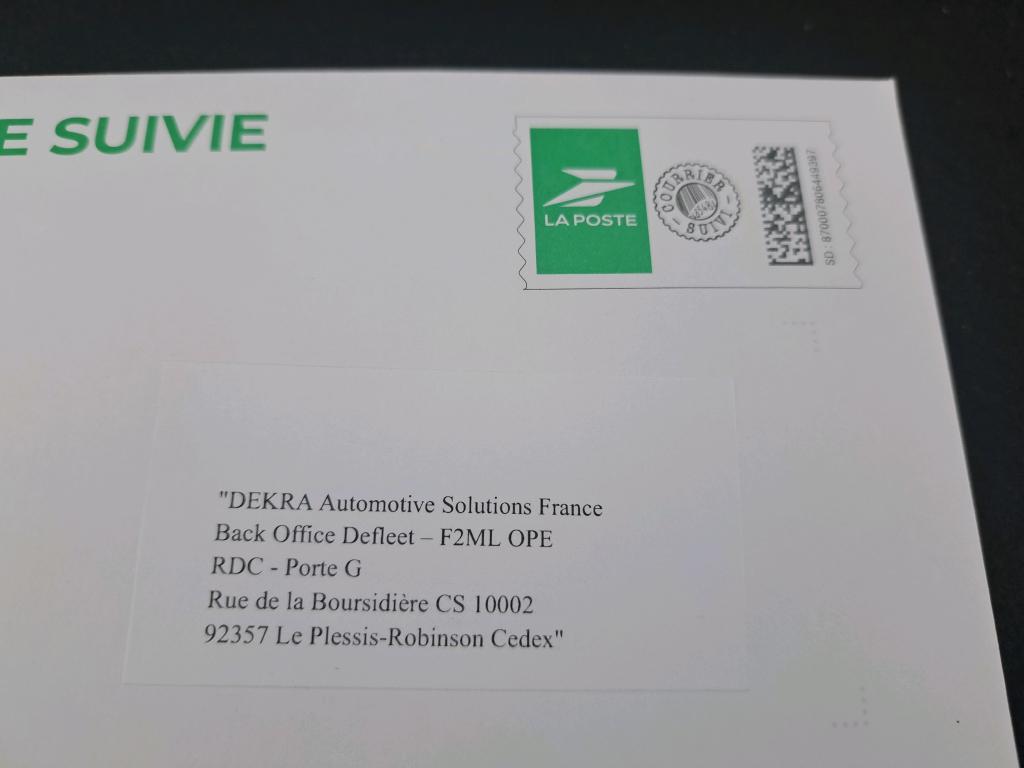 E SUIVIE
LA POSTE
COURRIER
SUIVI
SD : 87000780644939
"DEKRA Automotive Solutions France
Back Office Defleet – F2ML OPE
RDC - Porte G
Rue de la Boursidière CS 10002
92357 Le Plessis-Robinson Cedex"